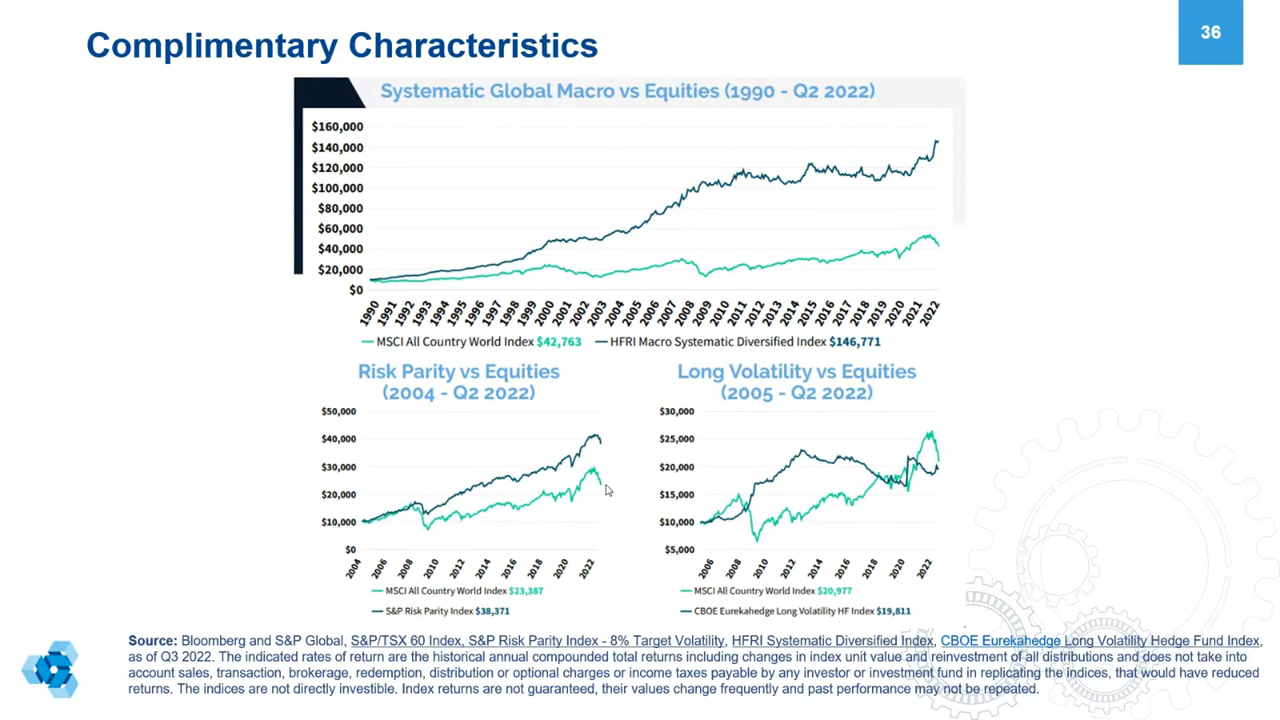 36
Complimentary Characteristics
Systematic Global Macro vs Equities (1990 - Q2 2022)
$160,000
$140,000
$120,000
$100,000
$80,000
$60,000
$40,000
$20,000
$0
1990 1991 1992 1993 1994 1995 1996 1997 1998 1999 2000 2001 2002 2003 2004 2005 2006 2007 2008 2009 2010 2011 2012 2013 2014 2015 2016 2017 2018 2019 2020 2021 2022
MSCI All Country World Index $42,763 HFRI Macro Systematic Diversified Index $146,771
Risk Parity vs Equities
(2004 - Q2 2022)
$50,000
$40,000
$30,000
$20,000
$10,000
$0
2004 2006 2008 2010 2012 2014 2016 2018 2020 2022
MSCI All Country World Index $23,387
S&P Risk Parity Index $38,371
Long Volatility vs Equities
(2005 - Q2 2022)
$30,000
$25,000
$20,000
$15,000
$10,000
$5,000
2006 2008 2010 2012 2014 2016 2018 2020 2022
MSCI All Country World Index $20,977
CBOE Eurekahedge Long Volatility HF Index $19,811
Source: Bloomberg and S&P Global, S&P/TSX 60 Index, S&P Risk Parity Index - 8% Target Volatility, HFRI Systematic Diversified Index, CBOE Eurekahedge Long Volatility Hedge Fund Index,
as of Q3 2022. The indicated rates of return are the historical annual compounded total returns including changes in index unit value and reinvestment of all distributions and does not take into
account sales, transaction, brokerage, redemption, distribution or optional charges or income taxes payable by any investor or investment fund in replicating the indices, that would have reduced
returns. The indices are not directly investible. Index returns are not guaranteed, their values change frequently and past performance may not be repeated.